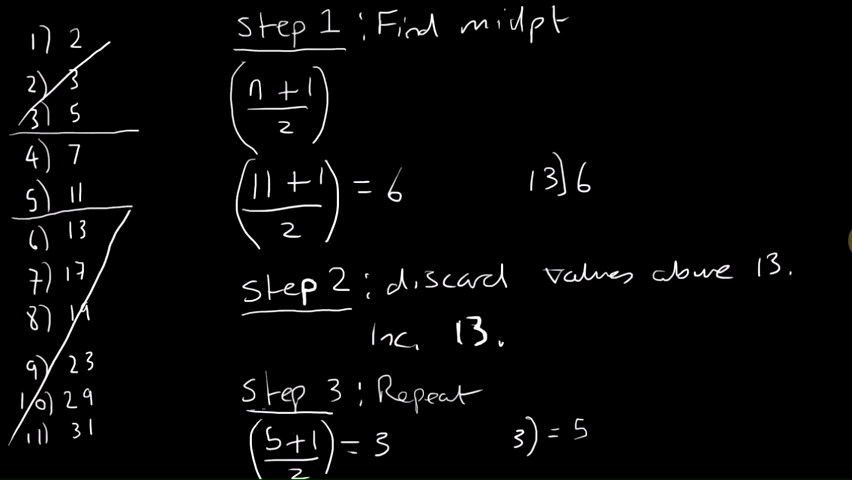 1) 2
2) 3
3) 5
4) 7
5) 11
6) 13
7) 17
8) 19
9) 23
10) 29
11) 31
Step 1 : Find midpt
(n + 1 / 2)
(11 + 1 / 2) = 6 13) 6
Step 2 : discard values above 13.
Inc. 13.
Step 3 : Repeat
(5+1 / 2) = 3 3) = 5